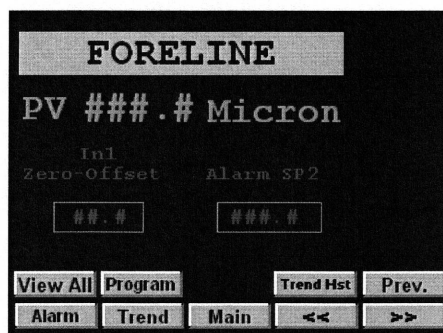 FORELINE
PV ###.# Micron
In1
Zero-Offset Alarm SP2
##.# ###.#
View All Program Trend Hst Prev.
Alarm Trend Main << >>